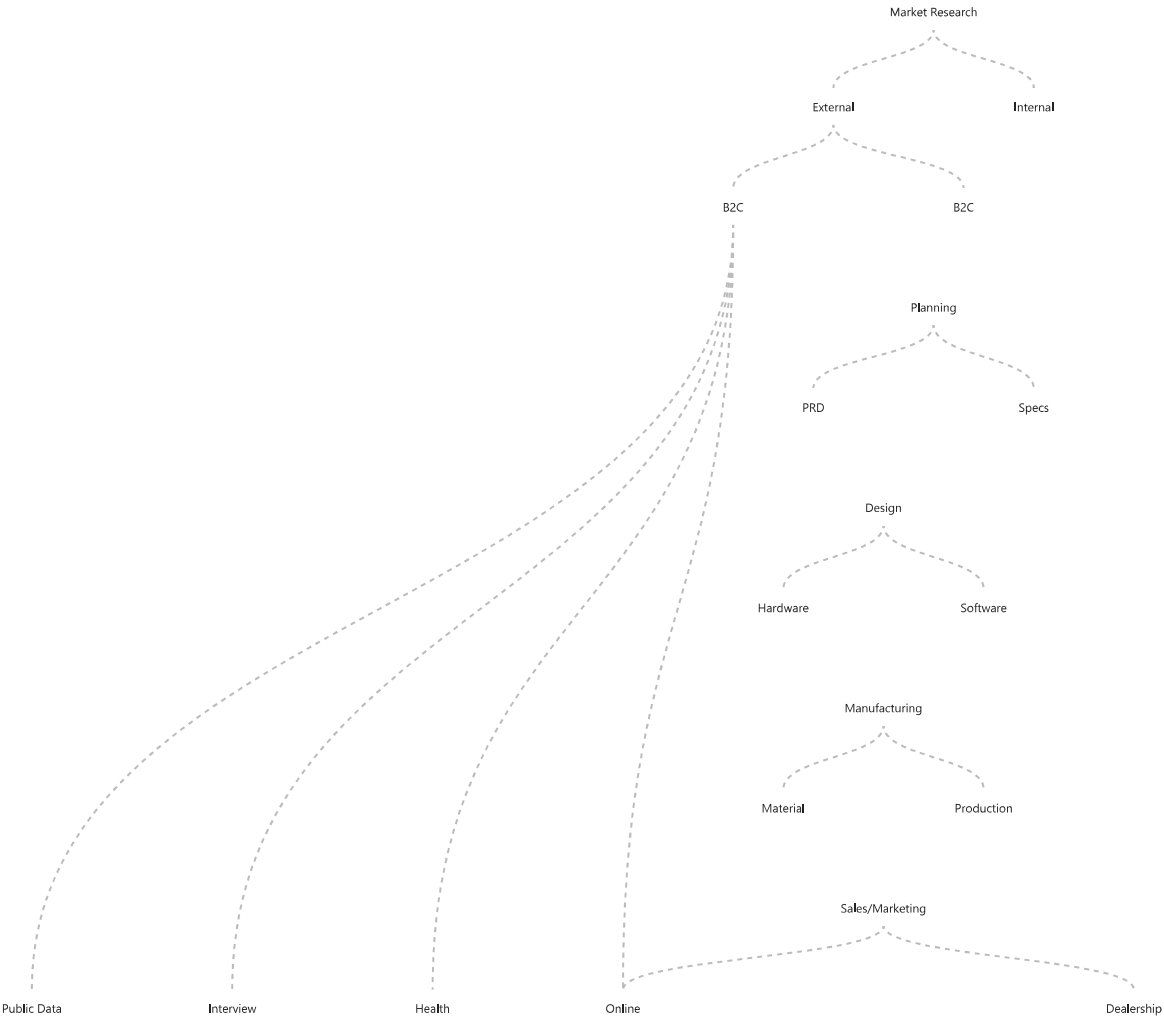 Market Research
External
Internal
B2C
B2C
Planning
PRD
Specs
Design
Hardware
Software
Manufacturing
Material
Production
Sales/Marketing
Public Data
Interview
Health
Online
Dealership